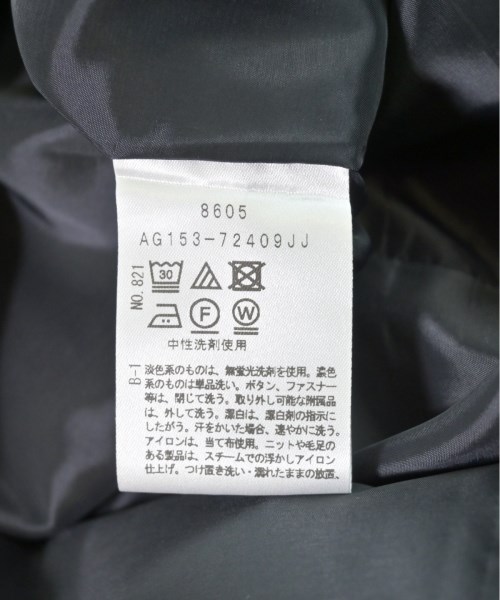 8605
AG153-72409JJ
NO.821
30
F
W
中性洗剤使用
B-1
淡色系のものは、無蛍光洗剤を使用。濃色
系のものは単品洗い。ボタン、ファスナー
等は、閉じて洗う。取り外し可能な附属品
は、外して洗う。漂白は、漂白剤の指示に
したがう。汗をかいた場合、速やかに洗う。
アイロンは、当て布使用。ニットや毛足の
ある製品は、スチームでの浮かしアイロン
仕上げ。つけ置き洗い・濡れたままの放置、